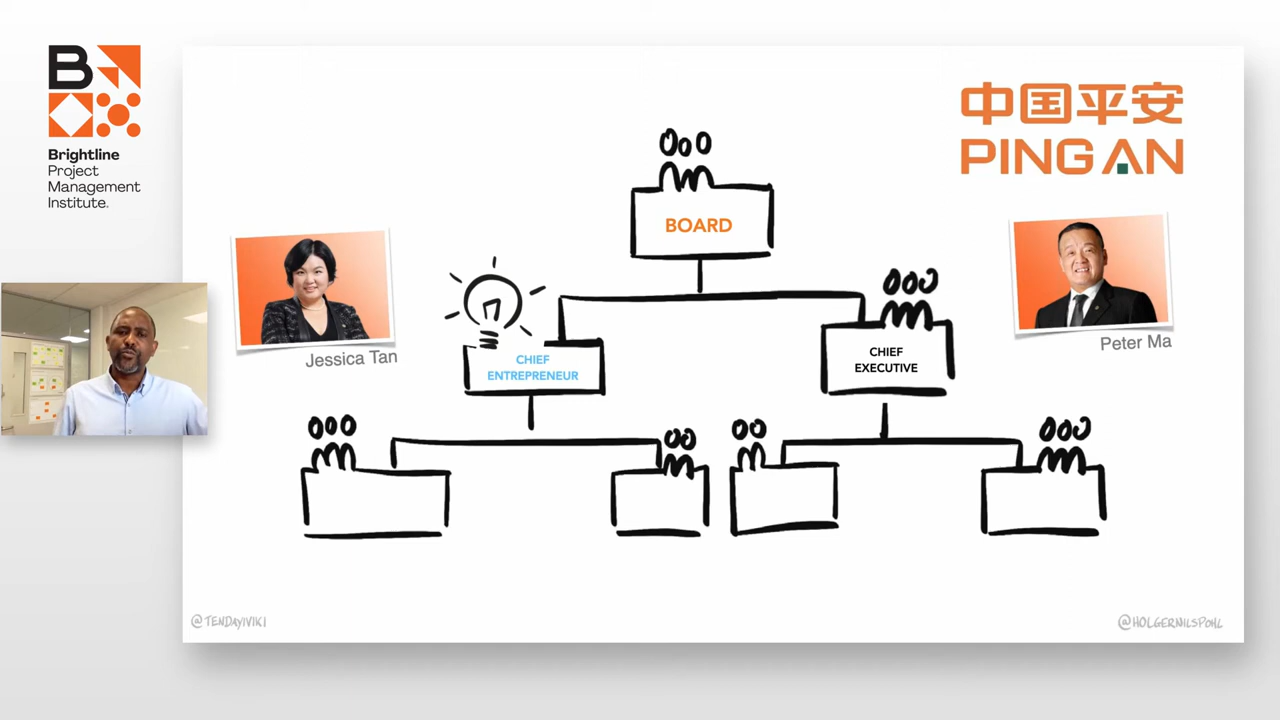 Brightline
Project
Management
Institute.
中国平安
PING AN
BOARD
Jessica Tan
Peter Ma
CHIEF
ENTREPRENEUR
CHIEF
EXECUTIVE
@TENDAYIVIKI
@HOLGERNILSPOHL